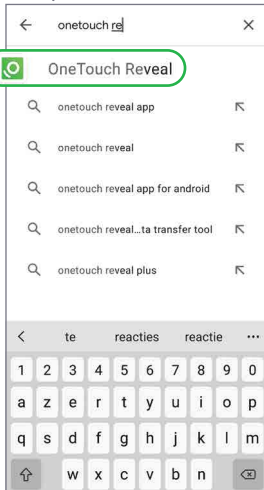 onetouch re
OneTouch Reveal
onetouch reveal app
onetouch reveal
onetouch reveal app for android
onetouch reveal...ta transfer tool
onetouch reveal plus
te reacties reactie
1 2 3 4 5 6 7 8 9 0
a z e r t y u i o p
q s d f g h j k l m
w x c v b n